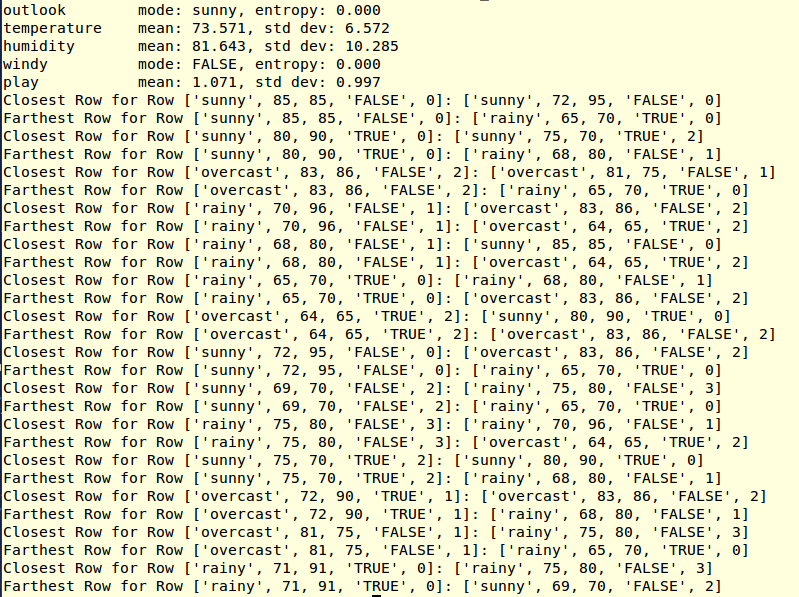 outlook mode: sunny, entropy: 0.000
temperature mean: 73.571, std dev: 6.572
humidity mean: 81.643, std dev: 10.285
windy mode: FALSE, entropy: 0.000
play mean: 1.071, std dev: 0.997
Closest Row for Row ['sunny', 85, 85, 'FALSE', 0]: ['sunny', 72, 95, 'FALSE', 0]
Farthest Row for Row ['sunny', 85, 85, 'FALSE', 0]: ['rainy', 65, 70, 'TRUE', 0]
Closest Row for Row ['sunny', 80, 90, 'TRUE', 0]: ['sunny', 75, 70, 'TRUE', 2]
Farthest Row for Row ['sunny', 80, 90, 'TRUE', 0]: ['rainy', 68, 80, 'FALSE', 1]
Closest Row for Row ['overcast', 83, 86, 'FALSE', 2]: ['overcast', 81, 75, 'FALSE', 1]
Farthest Row for Row ['overcast', 83, 86, 'FALSE', 2]: ['rainy', 65, 70, 'TRUE', 0]
Closest Row for Row ['rainy', 70, 96, 'FALSE', 1]: ['overcast', 83, 86, 'FALSE', 2]
Farthest Row for Row ['rainy', 70, 96, 'FALSE', 1]: ['overcast', 64, 65, 'TRUE', 2]
Closest Row for Row ['rainy', 68, 80, 'FALSE', 1]: ['sunny', 85, 85, 'FALSE', 0]
Farthest Row for Row ['rainy', 68, 80, 'FALSE', 1]: ['overcast', 64, 65, 'TRUE', 2]
Closest Row for Row ['rainy', 65, 70, 'TRUE', 0]: ['rainy', 68, 80, 'FALSE', 1]
Farthest Row for Row ['rainy', 65, 70, 'TRUE', 0]: ['overcast', 83, 86, 'FALSE', 2]
Closest Row for Row ['overcast', 64, 65, 'TRUE', 2]: ['sunny', 80, 90, 'TRUE', 0]
Farthest Row for Row ['overcast', 64, 65, 'TRUE', 2]: ['overcast', 83, 86, 'FALSE', 2]
Closest Row for Row ['sunny', 72, 95, 'FALSE', 0]: ['overcast', 83, 86, 'FALSE', 2]
Farthest Row for Row ['sunny', 72, 95, 'FALSE', 0]: ['rainy', 65, 70, 'TRUE', 0]
Closest Row for Row ['sunny', 69, 70, 'FALSE', 2]: ['rainy', 75, 80, 'FALSE', 3]
Farthest Row for Row ['sunny', 69, 70, 'FALSE', 2]: ['rainy', 65, 70, 'TRUE', 0]
Closest Row for Row ['rainy', 75, 80, 'FALSE', 3]: ['rainy', 70, 96, 'FALSE', 1]
Farthest Row for Row ['rainy', 75, 80, 'FALSE', 3]: ['overcast', 64, 65, 'TRUE', 2]
Closest Row for Row ['sunny', 75, 70, 'TRUE', 2]: ['sunny', 80, 90, 'TRUE', 0]
Farthest Row for Row ['sunny', 75, 70, 'TRUE', 2]: ['rainy', 68, 80, 'FALSE', 1]
Closest Row for Row ['overcast', 72, 90, 'TRUE', 1]: ['overcast', 83, 86, 'FALSE', 2]
Farthest Row for Row ['overcast', 72, 90, 'TRUE', 1]: ['rainy', 68, 80, 'FALSE', 1]
Closest Row for Row ['overcast', 81, 75, 'FALSE', 1]: ['rainy', 75, 80, 'FALSE', 3]
Farthest Row for Row ['overcast', 81, 75, 'FALSE', 1]: ['rainy', 65, 70, 'TRUE', 0]
Closest Row for Row ['rainy', 71, 91, 'TRUE', 0]: ['rainy', 75, 80, 'FALSE', 3]
Farthest Row for Row ['rainy', 71, 91, 'TRUE', 0]: ['sunny', 69, 70, 'FALSE', 2]